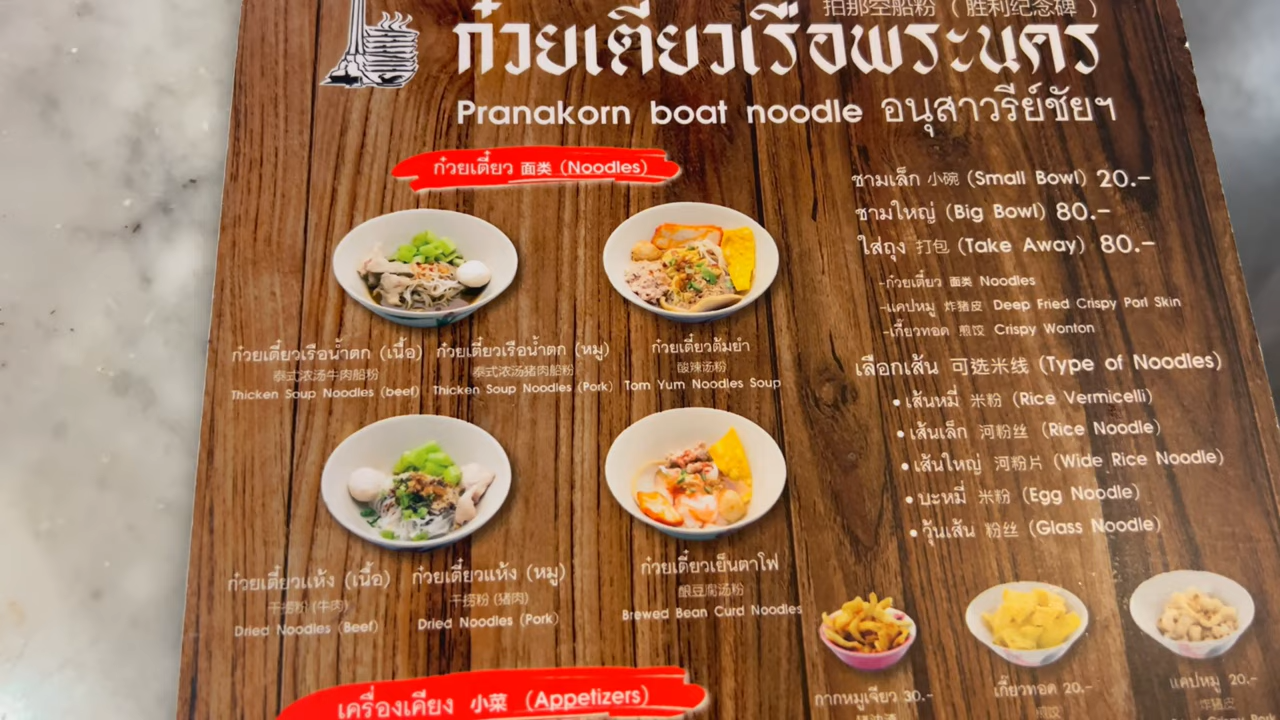 拍那空船粉 ( 胜利纪念碑 )
ก๋วยเตี๋ยวเรือพระนคร
Pranakorn boat noodle อนุสาวรีย์ชัยฯ
ก๋วยเตี๋ยว 面类 (Noodles)
ชามเล็ก 小碗 (Small Bowl) 20.-
ชามใหญ่ (Big Bowl) 80.-
ใส่ถุง 打包 (Take Away) 80.-
-ก๋วยเตี๋ยว 面类 Noodles
-แคปหมู 炸猪皮 Deep Fried Crispy Porl Skin
-เกี๊ยวทอด 煎饺 Crispy Wonton
ก๋วยเตี๋ยวเรือน้ำตก (เนื้อ) ก๋วยเตี๋ยวเรือน้ำตก (หมู) ก๋วยเตี๋ยวต้มยำ
泰式浓汤牛肉船粉 泰式浓汤猪肉船粉 酸辣汤粉
Thicken Soup Noodles (beef) Thicken Soup Noodles (Pork) Tom Yum Noodles Soup
เลือกเส้น 可选米线 (Type of Noodles)
• เส้นหมี่ 米粉 (Rice Vermicelli)
• เส้นเล็ก 河粉丝 (Rice Noodle)
• เส้นใหญ่ 河粉片 (Wide Rice Noodle)
• บะหมี่ 米粉 (Egg Noodle)
• วุ้นเส้น 粉丝 (Glass Noodle)
ก๋วยเตี๋ยวแห้ง (เนื้อ) ก๋วยเตี๋ยวแห้ง (หมู) ก๋วยเตี๋ยวเย็นตาโฟ
干捞粉 (牛肉) 干捞粉 (猪肉) 酿豆腐汤粉
Dried Noodles (Beef) Dried Noodles (Pork) Brewed Bean Curd Noodles
เครื่องเคียง 小菜 (Appetizers)
กากหมูเจียว 30.- เกี๊ยวทอด 20.- แคปหมู 20.-
炸猪皮